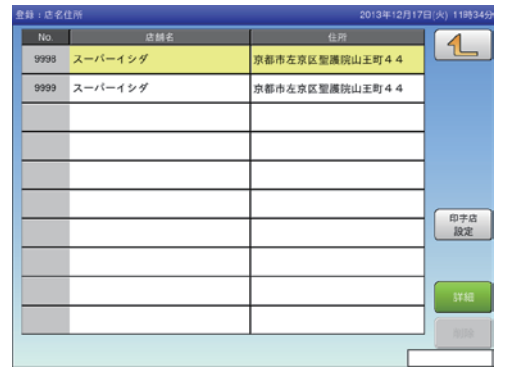 登録：店名住所 2013年12月17日(火) 11時34分
No. 店舗名 住所
9998 スーパーイシダ 京都市左京区聖護院山王町４４
9999 スーパーイシダ 京都市左京区聖護院山王町４４
印字店
設定
詳細
削除